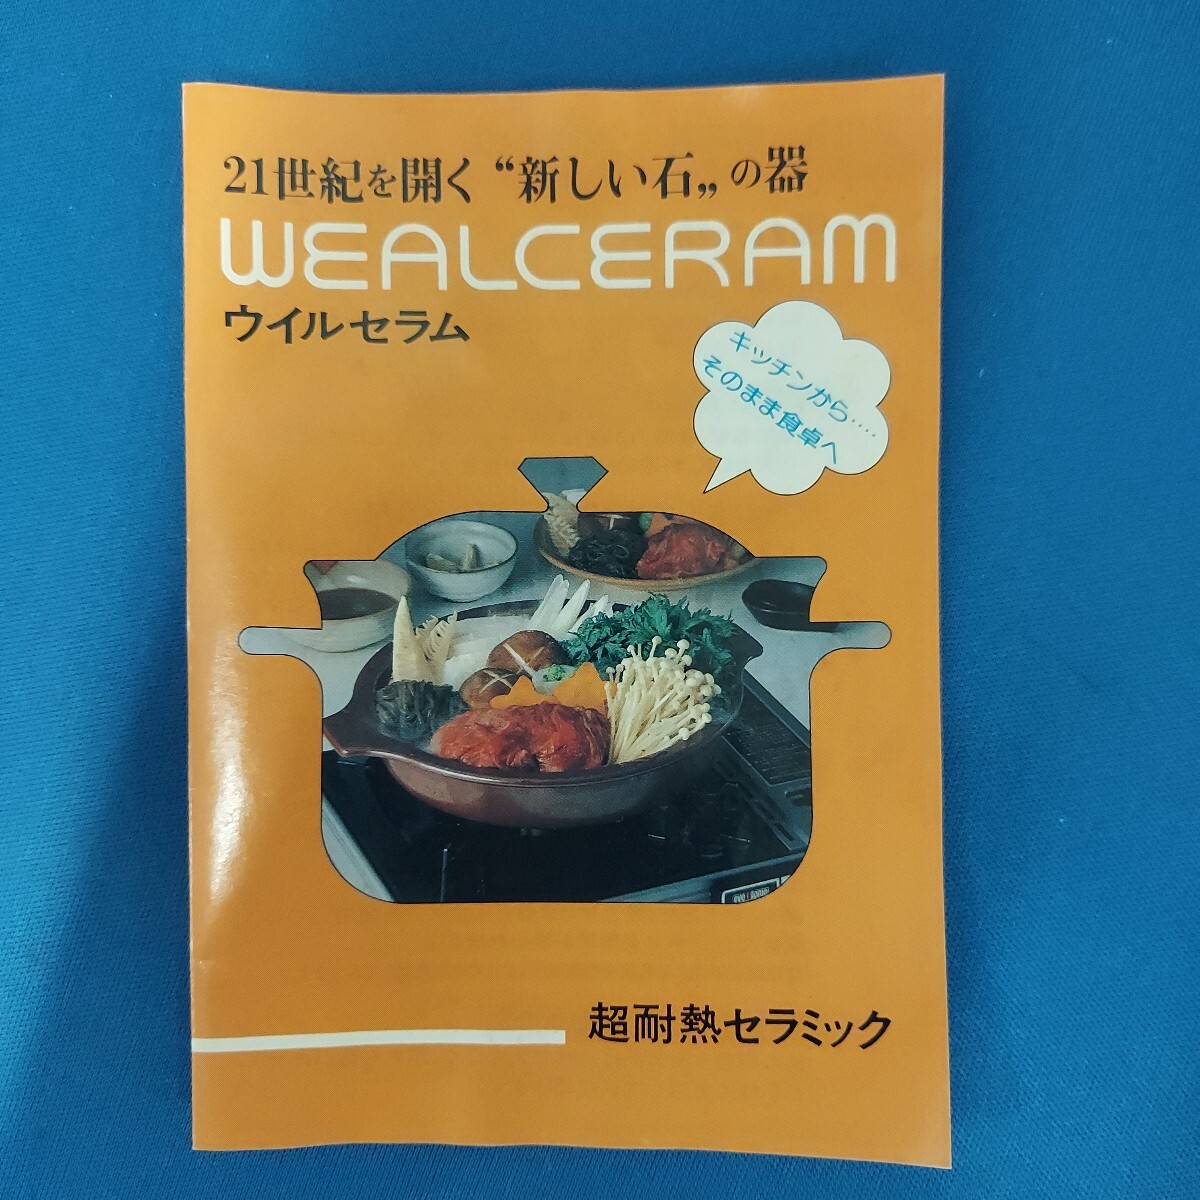 21世紀を開く“新しい石„の器
WEALCERAM
ウイルセラム
キッチンから‥‥
そのまま食卓へ
超耐熱セラミック